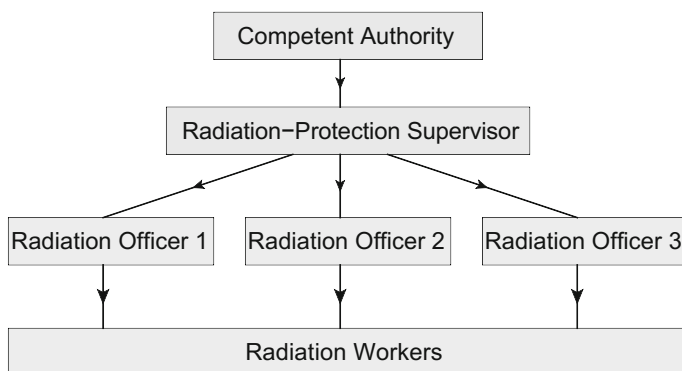 Competent Authority
Radiation−Protection Supervisor
Radiation Officer 1
Radiation Officer 2
Radiation Officer 3
Radiation Workers